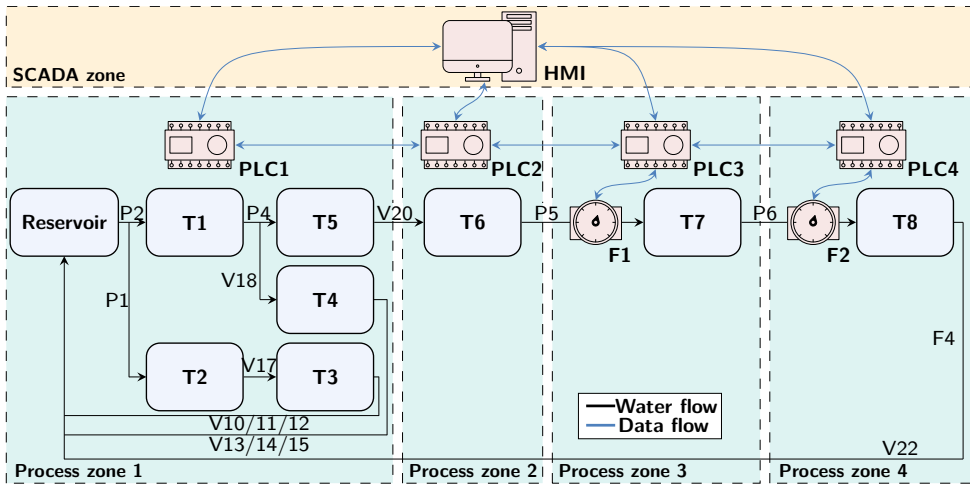 SCADA zone
HMI
PLC1
PLC2
PLC3
PLC4
Reservoir
P2
T1
P4
T5
V20
T6
P5
F1
T7
P6
F2
T8
V18
T4
P1
F4
T2
V17
T3
V10/11/12
V13/14/15
Water flow
Data flow
V22
Process zone 1
Process zone 2
Process zone 3
Process zone 4